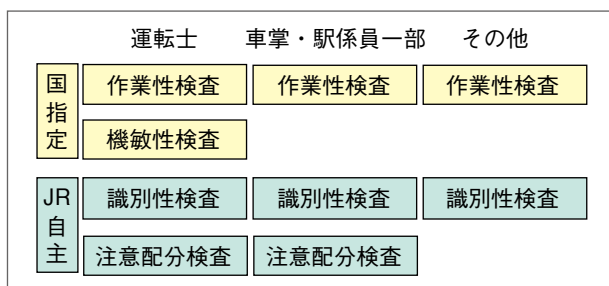 運転士 車掌・駅係員一部 その他
国指定
作業性検査 作業性検査 作業性検査
機敏性検査
JR自主
識別性検査 識別性検査 識別性検査
注意配分検査 注意配分検査